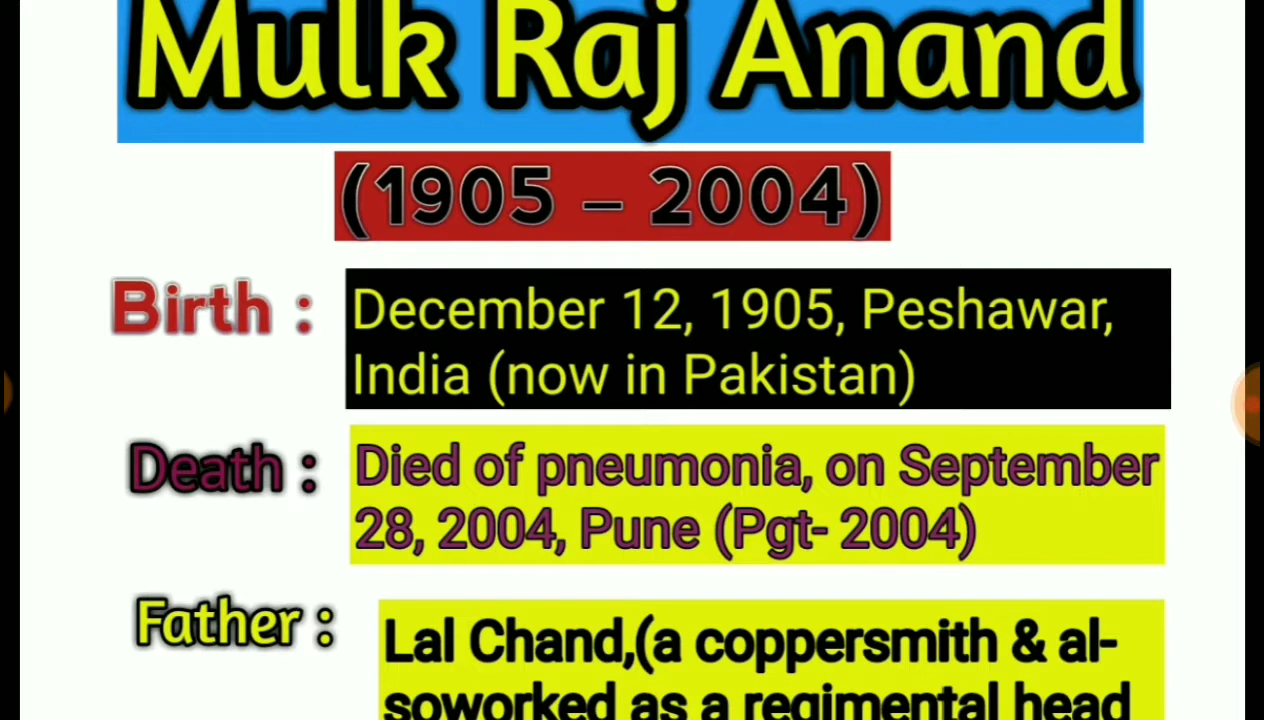 Mulk Raj Anand
(1905 – 2004)
Birth : December 12, 1905, Peshawar,
India (now in Pakistan)
Death : Died of pneumonia, on September
28, 2004, Pune (Pgt- 2004)
Father : Lal Chand,(a coppersmith & al-
soworked as a regimental head